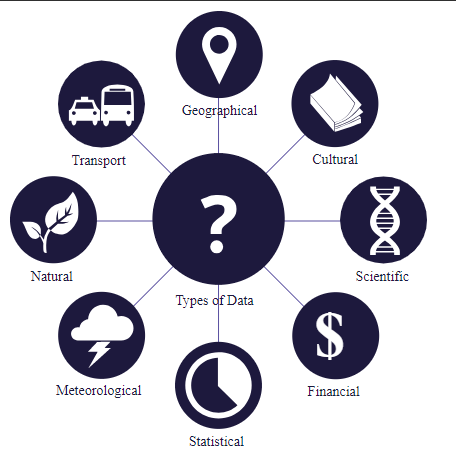 Geographical
Transport
Cultural
?
Natural
Scientific
Types of Data
$
Meteorological
Financial
Statistical